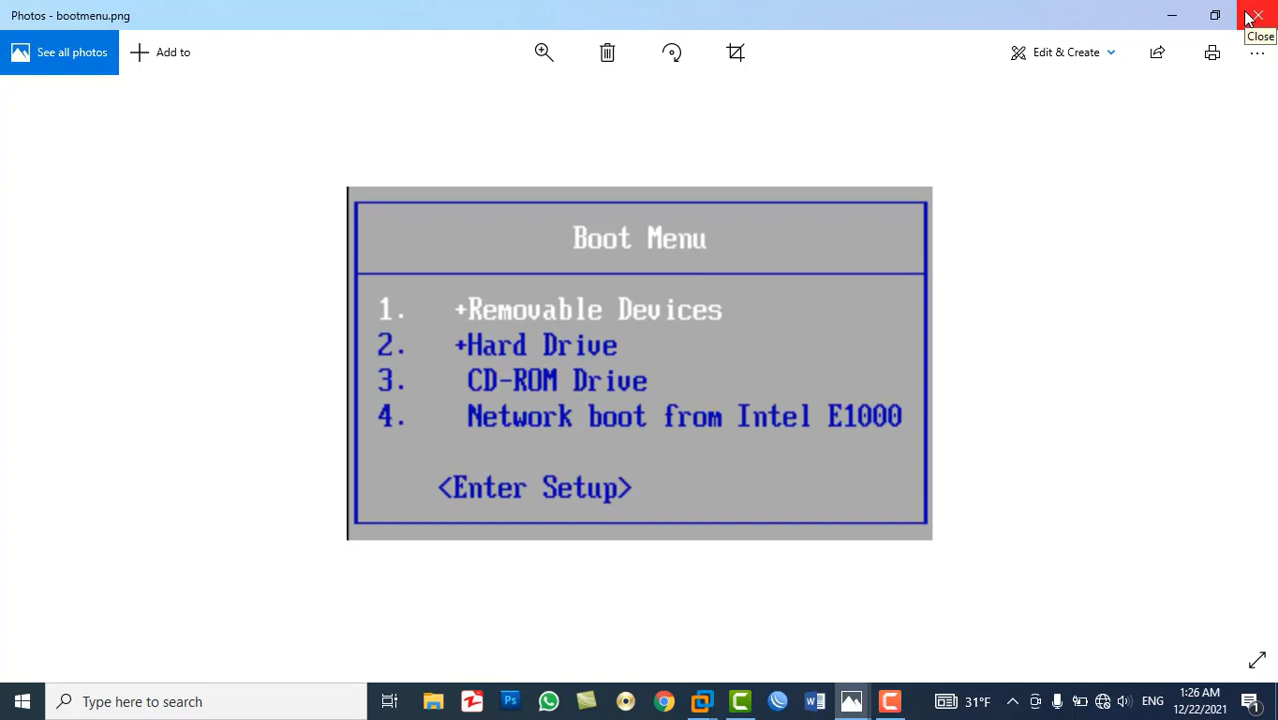 Photos - bootmenu.png
Close
See all photos
Add to
Edit & Create
Boot Menu
1. +Removable Devices
2. +Hard Drive
3. CD-ROM Drive
4. Network boot from Intel E1000
<Enter Setup>
Type here to search
Ps
W
31°F
ENG
1:26 AM
12/22/2021
1